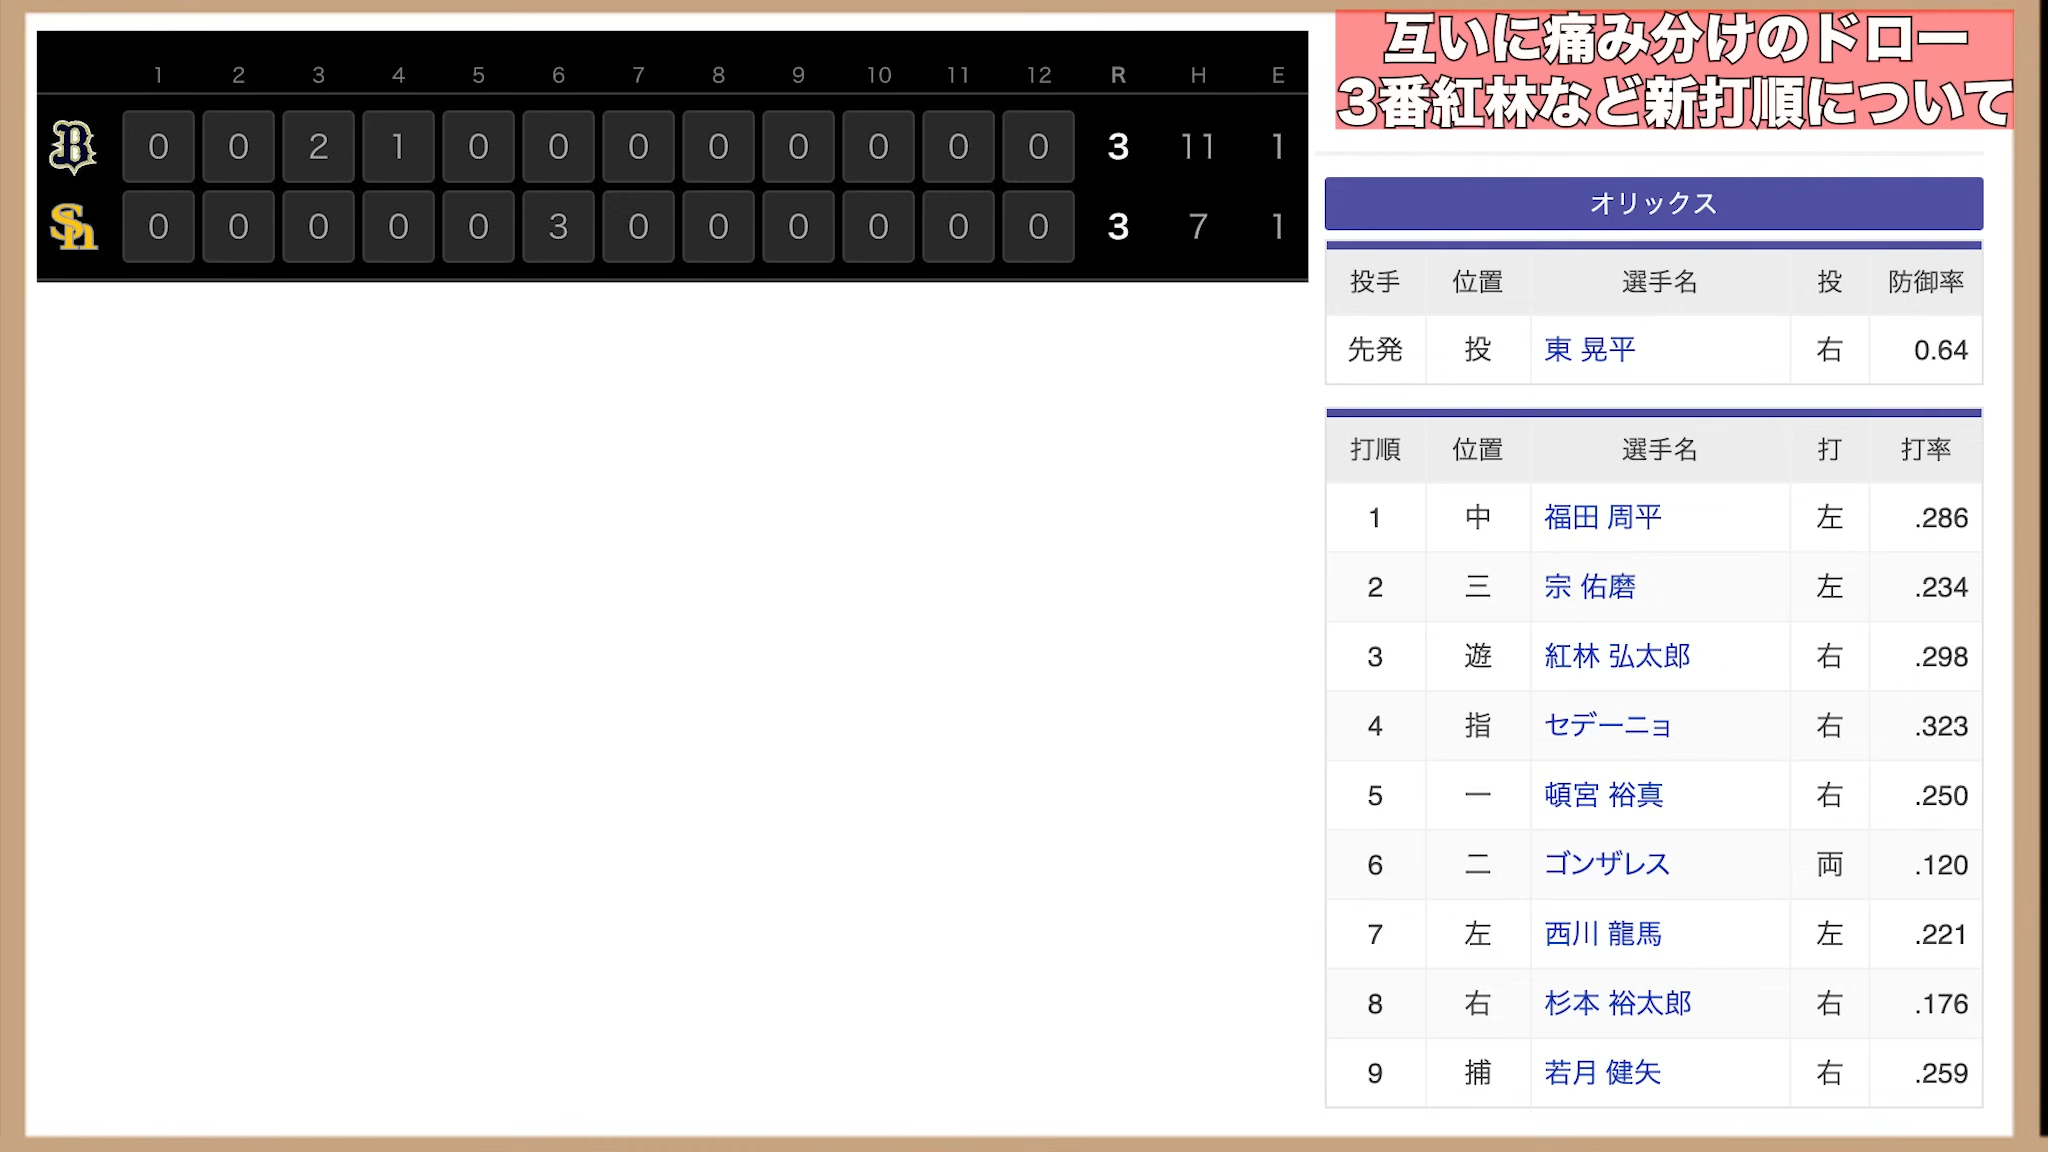 1 2 3 4 5 6 7 8 9 10 11 12 R H E
B 0 0 2 1 0 0 0 0 0 0 0 0 3 11 1
Sh 0 0 0 0 0 3 0 0 0 0 0 0 3 7 1
互いに痛み分けのドロー
3番紅林など新打順について
オリックス
投手 位置 選手名 投 防御率
先発 投 東 晃平 右 0.64
打順 位置 選手名 打 打率
1 中 福田 周平 左 .286
2 三 宗 佑磨 左 .234
3 遊 紅林 弘太郎 右 .298
4 指 セデーニョ 右 .323
5 一 頓宮 裕真 右 .250
6 二 ゴンザレス 両 .120
7 左 西川 龍馬 左 .221
8 右 杉本 裕太郎 右 .176
9 捕 若月 健矢 右 .259